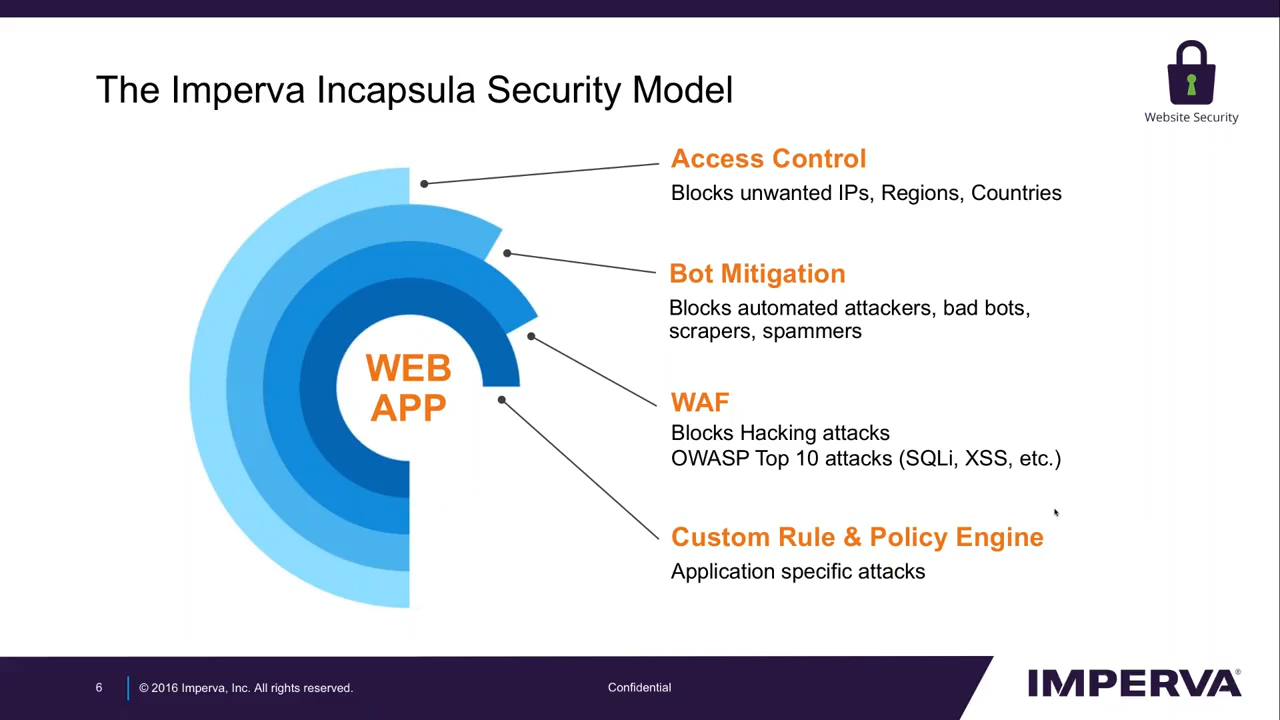 The Imperva Incapsula Security Model
Website Security
Access Control
Blocks unwanted IPs, Regions, Countries
Bot Mitigation
Blocks automated attackers, bad bots,
scrapers, spammers
WEB
APP
WAF
Blocks Hacking attacks
OWASP Top 10 attacks (SQLi, XSS, etc.)
Custom Rule & Policy Engine
Application specific attacks
6
© 2016 Imperva, Inc. All rights reserved.
Confidential
IMPERVA®